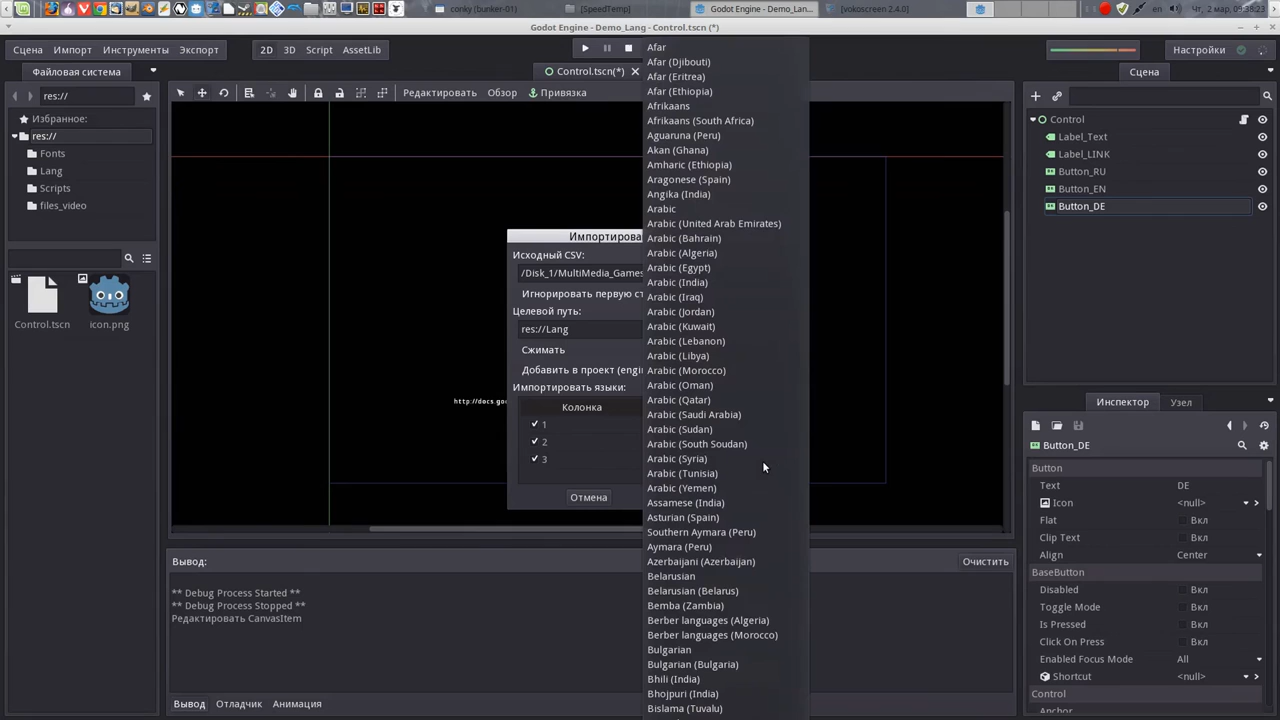 conky (bunker-01)
[SpeedTemp]
Godot Engine - Demo_Lan...
[vokoscreen 2.4.0]
en
Чт, 2 мар, 09:38:23
Godot Engine - Demo_Lang - Control.tscn (*)
Сцена Импорт Инструменты Экспорт
2D 3D Script AssetLib
Настройки
Файловая система
Control.tscn(*)
Сцена
res://
Редактировать Обзор Привязка
Избранное:
res://
Fonts
Lang
Scripts
files_video
Control.tscn
icon.png
Импортирова
Исходный CSV:
/Disk_1/MultiMedia_Games
Игнорировать первую ст
Целевой путь:
res://Lang
Сжимать
Добавить в проект (engi
Импортировать языки:
Колонка
1
2
3
Отмена
http://docs.go
Afar
Afar (Djibouti)
Afar (Eritrea)
Afar (Ethiopia)
Afrikaans
Afrikaans (South Africa)
Aguaruna (Peru)
Akan (Ghana)
Amharic (Ethiopia)
Aragonese (Spain)
Angika (India)
Arabic
Arabic (United Arab Emirates)
Arabic (Bahrain)
Arabic (Algeria)
Arabic (Egypt)
Arabic (India)
Arabic (Iraq)
Arabic (Jordan)
Arabic (Kuwait)
Arabic (Lebanon)
Arabic (Libya)
Arabic (Morocco)
Arabic (Oman)
Arabic (Qatar)
Arabic (Saudi Arabia)
Arabic (Sudan)
Arabic (South Soudan)
Arabic (Syria)
Arabic (Tunisia)
Arabic (Yemen)
Assamese (India)
Asturian (Spain)
Southern Aymara (Peru)
Aymara (Peru)
Azerbaijani (Azerbaijan)
Belarusian
Belarusian (Belarus)
Bemba (Zambia)
Berber languages (Algeria)
Berber languages (Morocco)
Bulgarian
Bulgarian (Bulgaria)
Bhili (India)
Bhojpuri (India)
Bislama (Tuvalu)
Control
Label_Text
Label_LINK
Button_RU
Button_EN
Button_DE
Инспектор Узел
Button_DE
Button
Text DE
Icon <null>
Flat Вкл
Clip Text Вкл
Align Center
BaseButton
Disabled Вкл
Toggle Mode Вкл
Is Pressed Вкл
Click On Press Вкл
Enabled Focus Mode All
Shortcut <null>
Control
Anchor
Вывод:
Очистить
** Debug Process Started **
** Debug Process Stopped **
Редактировать CanvasItem
Вывод Отладчик Анимация